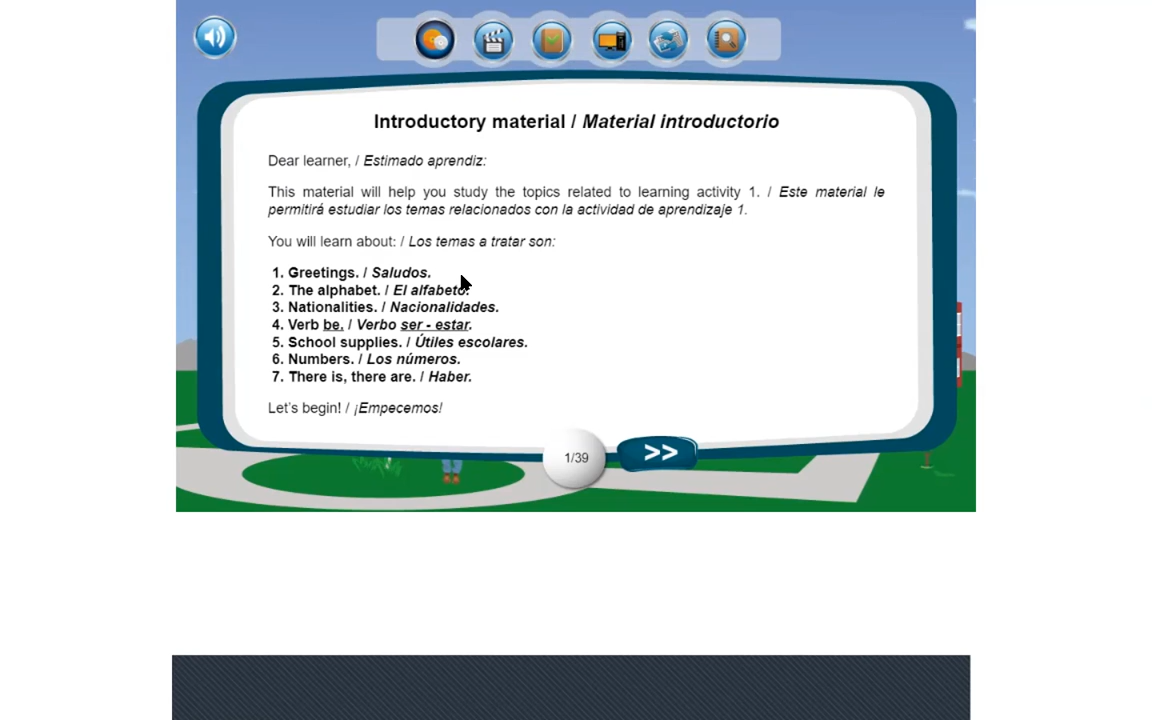 Introductory material / Material introductorio
Dear learner, / Estimado aprendiz:
This material will help you study the topics related to learning activity 1. / Este material le
permitirá estudiar los temas relacionados con la actividad de aprendizaje 1.
You will learn about: / Los temas a tratar son:
1. Greetings. / Saludos.
2. The alphabet. / El alfabeto.
3. Nationalities. / Nacionalidades.
4. Verb be. / Verbo ser - estar.
5. School supplies. / Útiles escolares.
6. Numbers. / Los números.
7. There is, there are. / Haber.
Let's begin! / ¡Empecemos!
1/39
>>